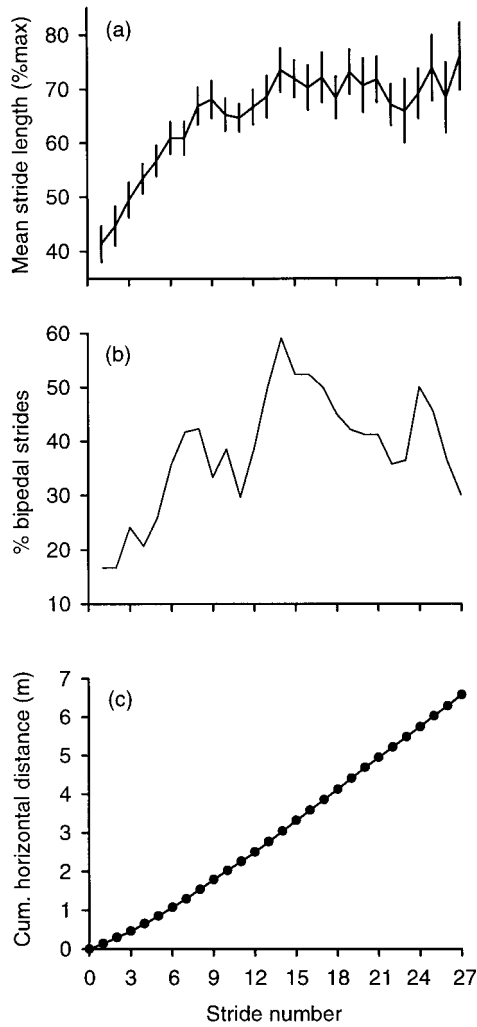 (a)
Mean stride length (%max)
80
70
60
50
40
(b)
% bipedal strides
60
50
40
30
20
10
(c)
Cum. horizontal distance (m)
7
6
5
4
3
2
1
0
0 3 6 9 12 15 18 21 24 27
Stride number